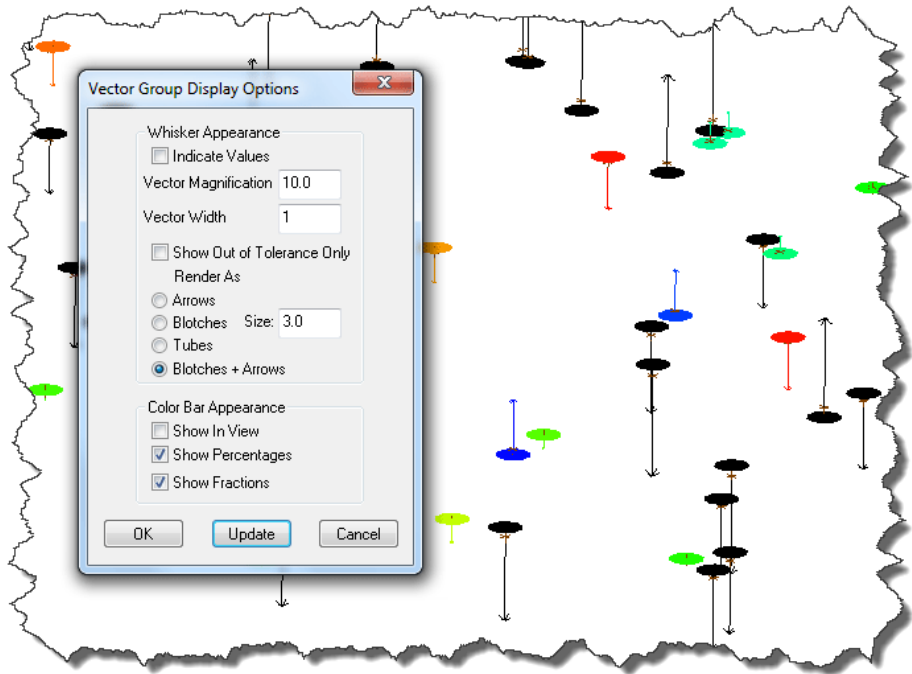 Vector Group Display Options
Whisker Appearance
Indicate Values
Vector Magnification 10.0
Vector Width 1
Show Out of Tolerance Only
Render As
Arrows
Blotches Size: 3.0
Tubes
Blotches + Arrows
Color Bar Appearance
Show In View
Show Percentages
Show Fractions
OK Update Cancel